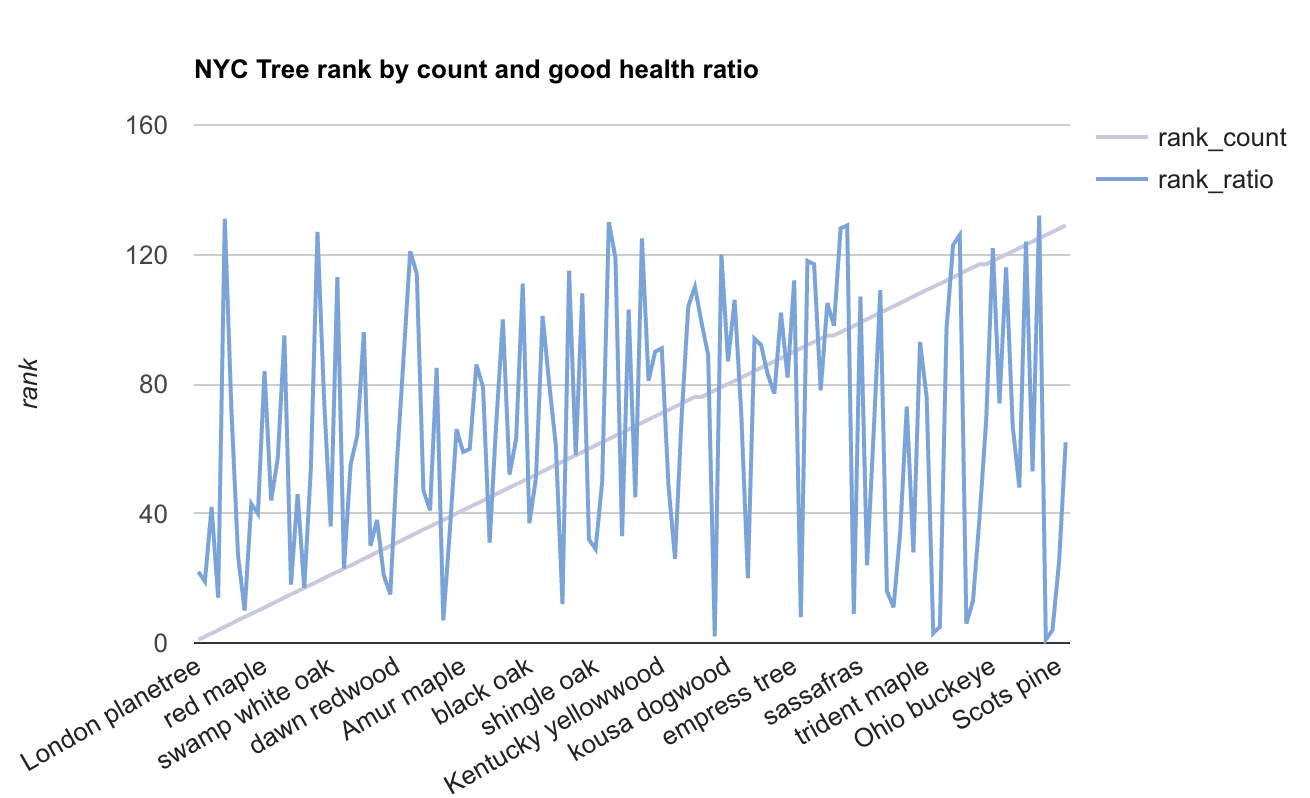 NYC Tree rank by count and good health ratio
160
120
80
40
0
rank
rank_count
rank_ratio
London planetree
red maple
swamp white oak
dawn redwood
Amur maple
black oak
shingle oak
Kentucky yellowwood
kousa dogwood
empress tree
sassafras
trident maple
Ohio buckeye
Scots pine